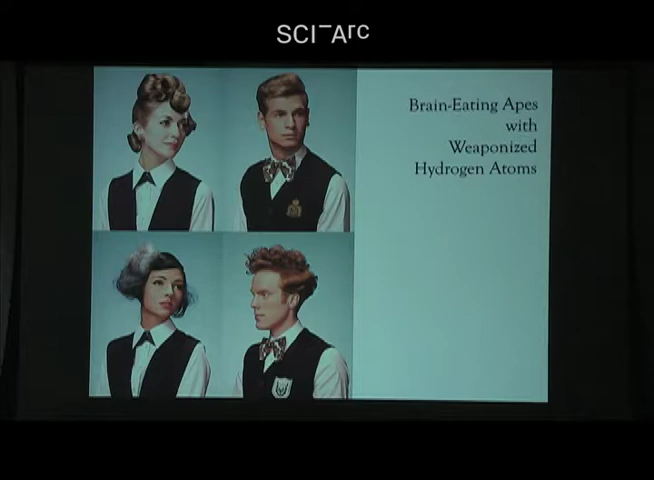 SCI-Arc
Brain-Eating Apes
with
Weaponized
Hydrogen Atoms